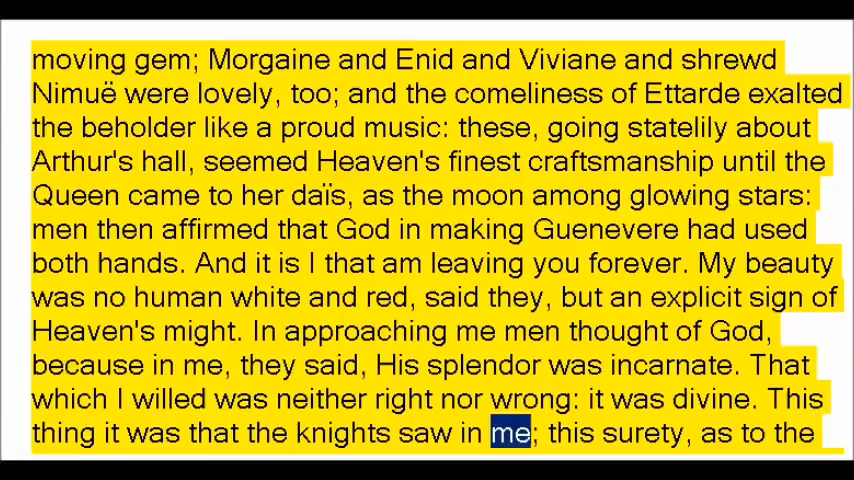 moving gem; Morgaine and Enid and Viviane and shrewd
Nimuë were lovely, too; and the comeliness of Ettarde exalted
the beholder like a proud music: these, going statelily about
Arthur's hall, seemed Heaven's finest craftsmanship until the
Queen came to her daïs, as the moon among glowing stars:
men then affirmed that God in making Guenevere had used
both hands. And it is I that am leaving you forever. My beauty
was no human white and red, said they, but an explicit sign of
Heaven's might. In approaching me men thought of God,
because in me, they said, His splendor was incarnate. That
which I willed was neither right nor wrong: it was divine. This
thing it was that the knights saw in me; this surety, as to the